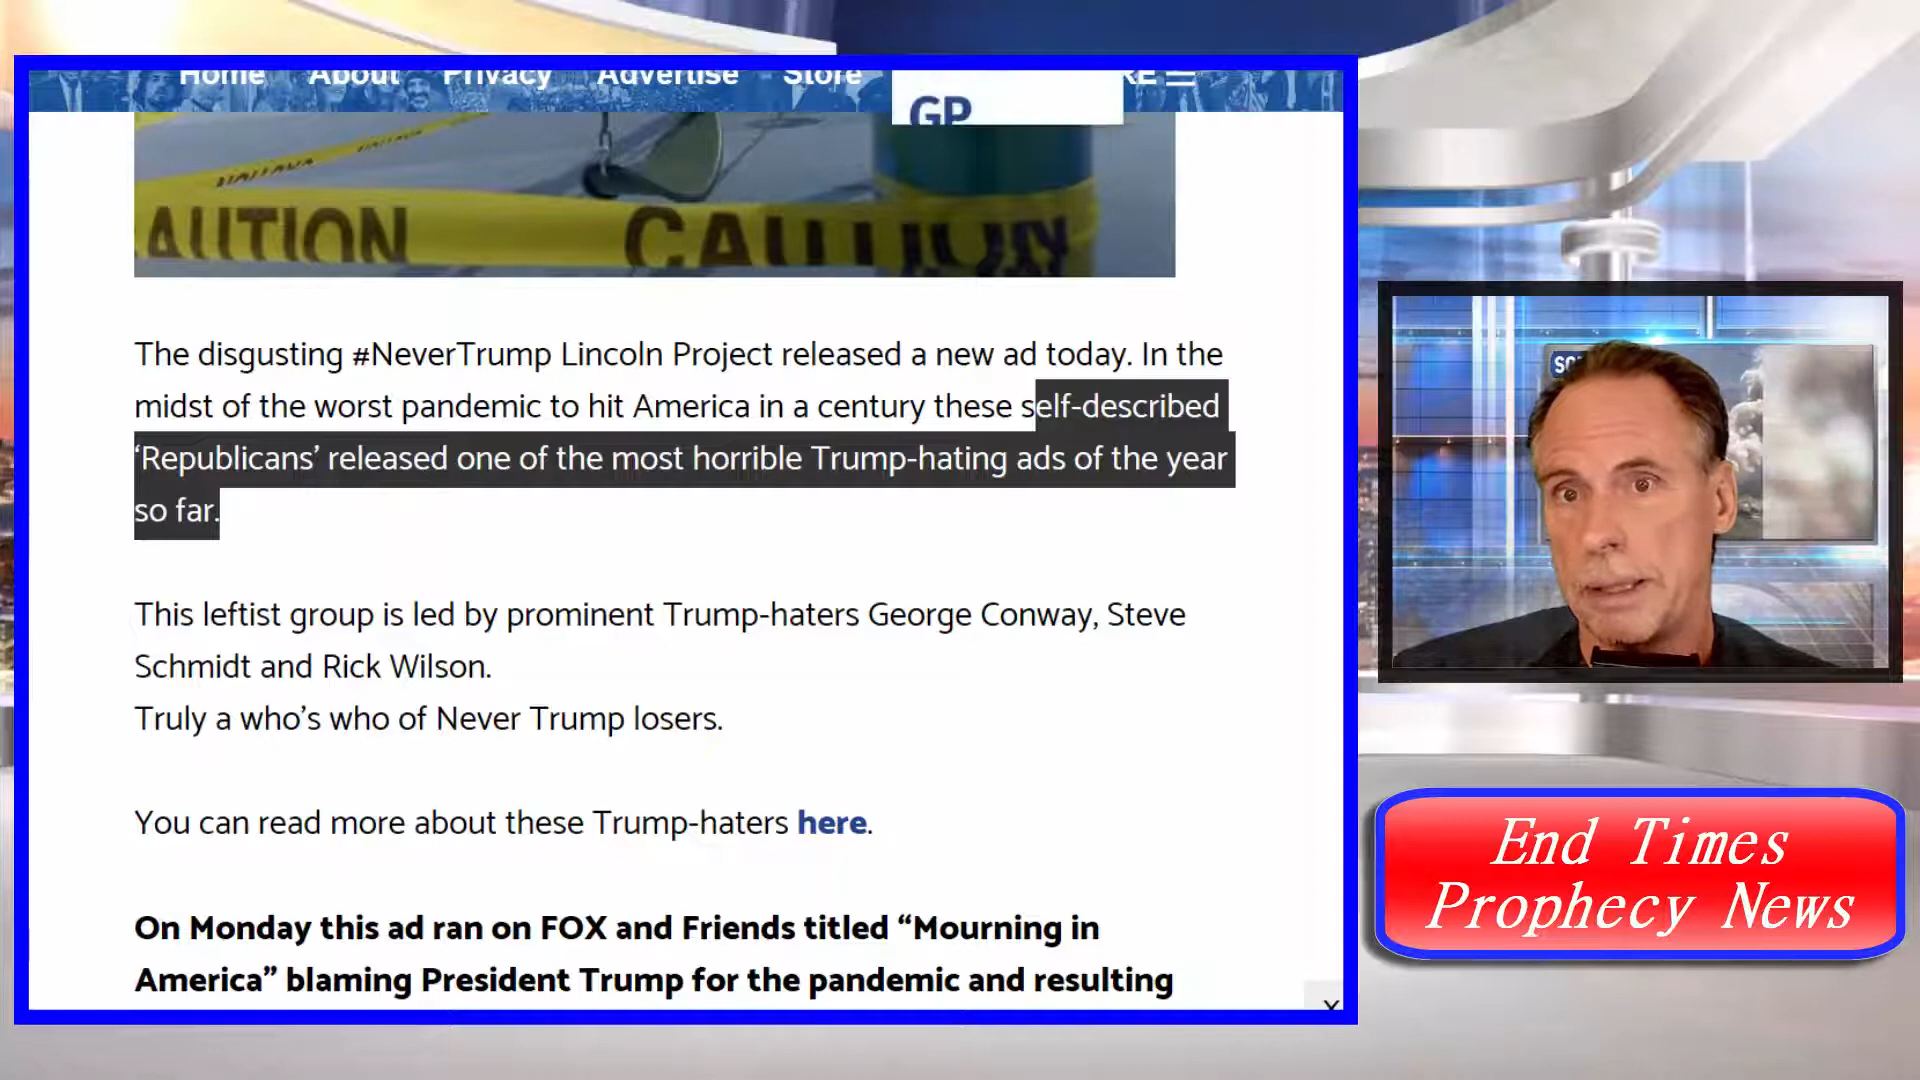 Home About Privacy Advertise Store
GP
CAUTION
CAUTION
The disgusting #NeverTrump Lincoln Project released a new ad today. In the
midst of the worst pandemic to hit America in a century these self-described
‘Republicans’ released one of the most horrible Trump-hating ads of the year
so far.
This leftist group is led by prominent Trump-haters George Conway, Steve
Schmidt and Rick Wilson.
Truly a who’s who of Never Trump losers.
You can read more about these Trump-haters here.
On Monday this ad ran on FOX and Friends titled “Mourning in
America” blaming President Trump for the pandemic and resulting
X
End Times
Prophecy News